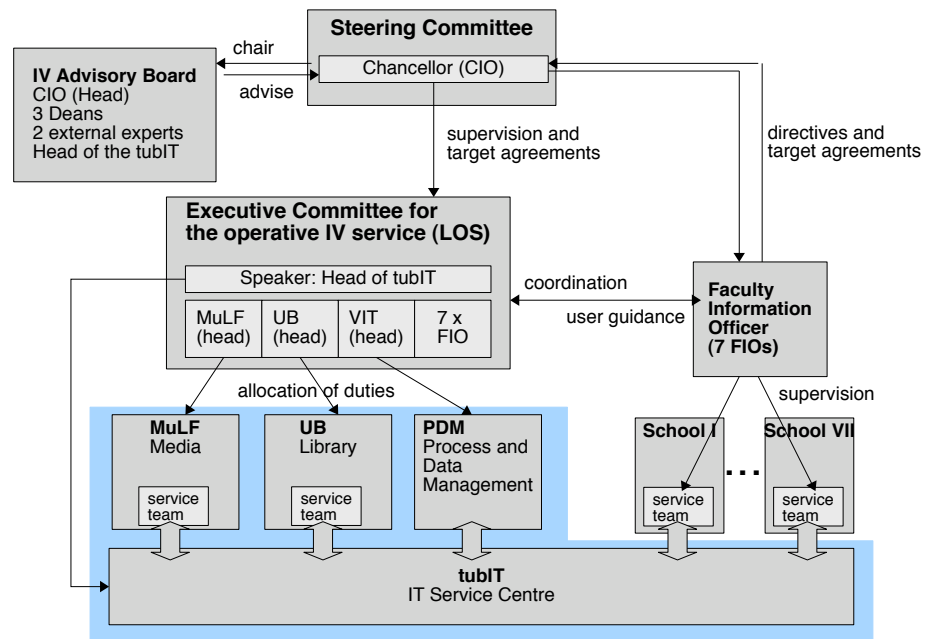 Steering Committee
Chancellor (CIO)
chair
advise
IV Advisory Board
CIO (Head)
3 Deans
2 external experts
Head of the tubIT
supervision and
target agreements
directives and
target agreements
Executive Committee for
the operative IV service (LOS)
Speaker: Head of tubIT
MuLF
(head)
UB
(head)
VIT
(head)
7 x
FIO
coordination
user guidance
Faculty
Information
Officer
(7 FIOs)
allocation of duties
supervision
MuLF
Media
service
team
UB
Library
service
team
PDM
Process and
Data
Management
School I
service
team
...
School VII
service
team
tubIT
IT Service Centre